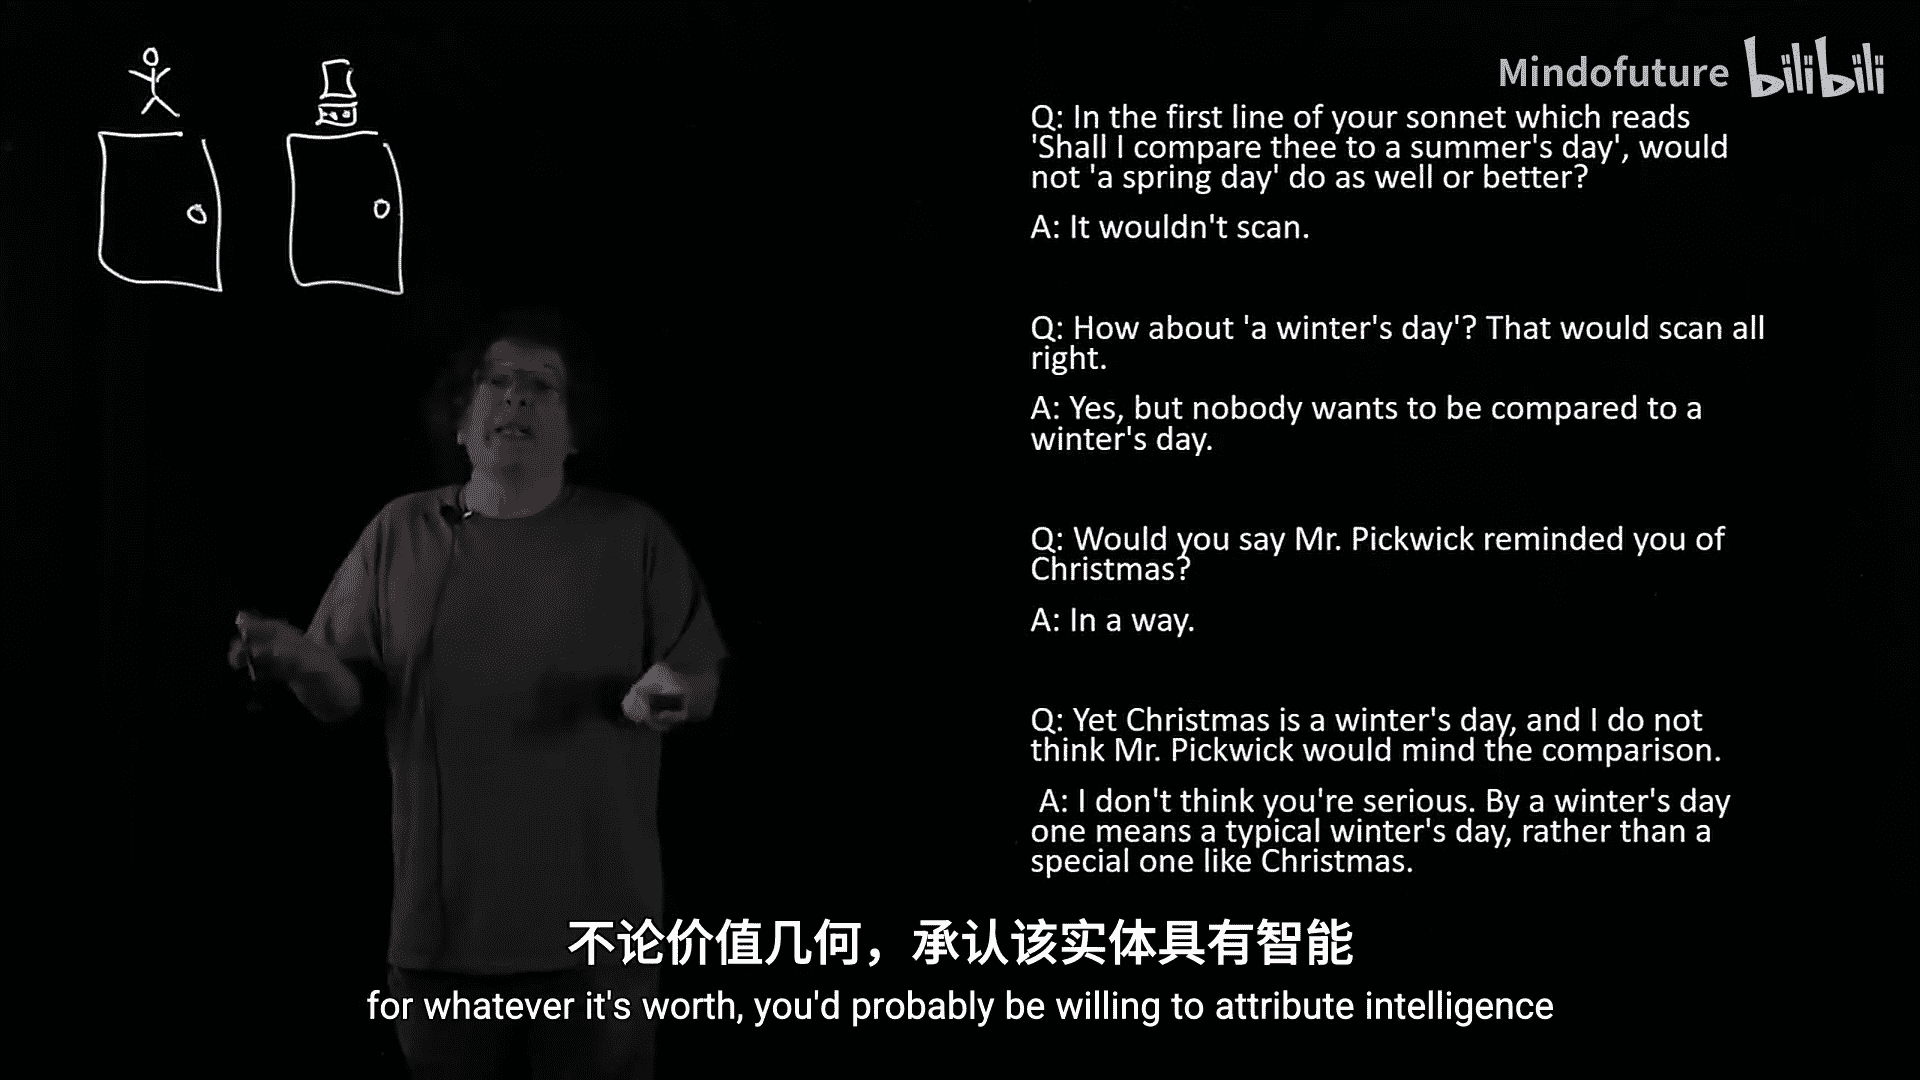 Mindofuture bilibili
Q: In the first line of your sonnet which reads
'Shall I compare thee to a summer's day', would
not 'a spring day' do as well or better?
A: It wouldn't scan.
Q: How about 'a winter's day'? That would scan all
right.
A: Yes, but nobody wants to be compared to a
winter's day.
Q: Would you say Mr. Pickwick reminded you of
Christmas?
A: In a way.
Q: Yet Christmas is a winter's day, and I do not
think Mr. Pickwick would mind the comparison.
A: I don't think you're serious. By a winter's day
one means a typical winter's day, rather than a
special one like Christmas.
不论价值几何，承认该实体具有智能
for whatever it's worth, you'd probably be willing to attribute intelligence